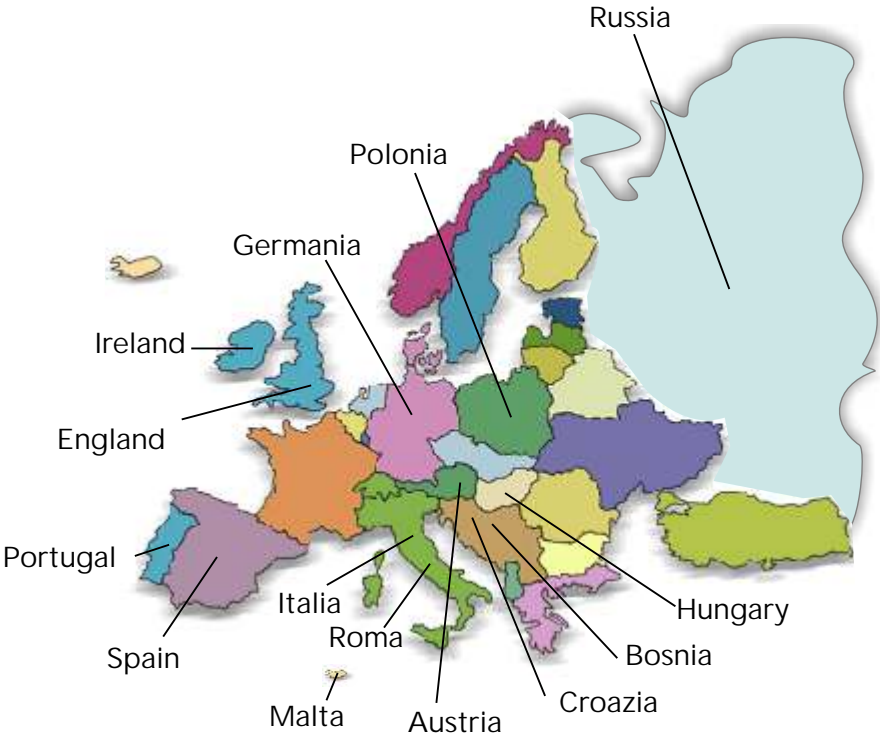 Russia
Polonia
Germania
Ireland
England
Portugal
Italia
Hungary
Roma
Bosnia
Spain
Croazia
Malta
Austria